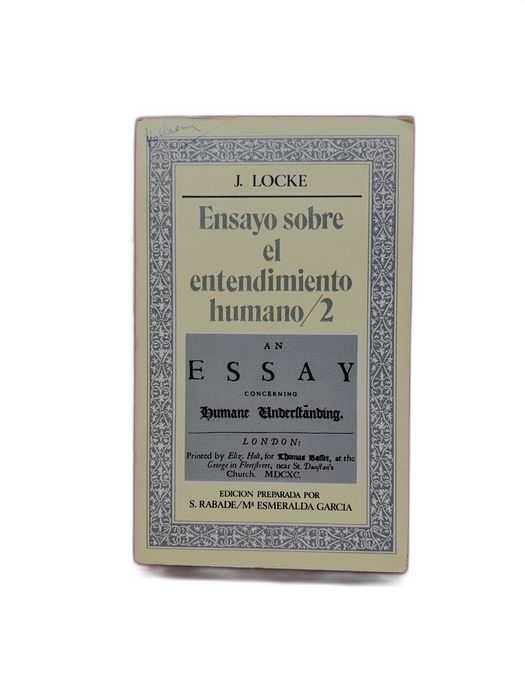 J. LOCKE
Ensayo sobre
el
entendimiento
humano/2
AN
ESSAY
CONCERNING
Humane Understanding.
LONDON:
Printed by Eliz. Holt, for Thomas Basset, at the
George in Fleetstreet, near St. Dunstan's
Church. MDCXC.
EDICION PREPARADA POR
S. RABADE/Mª ESMERALDA GARCIA